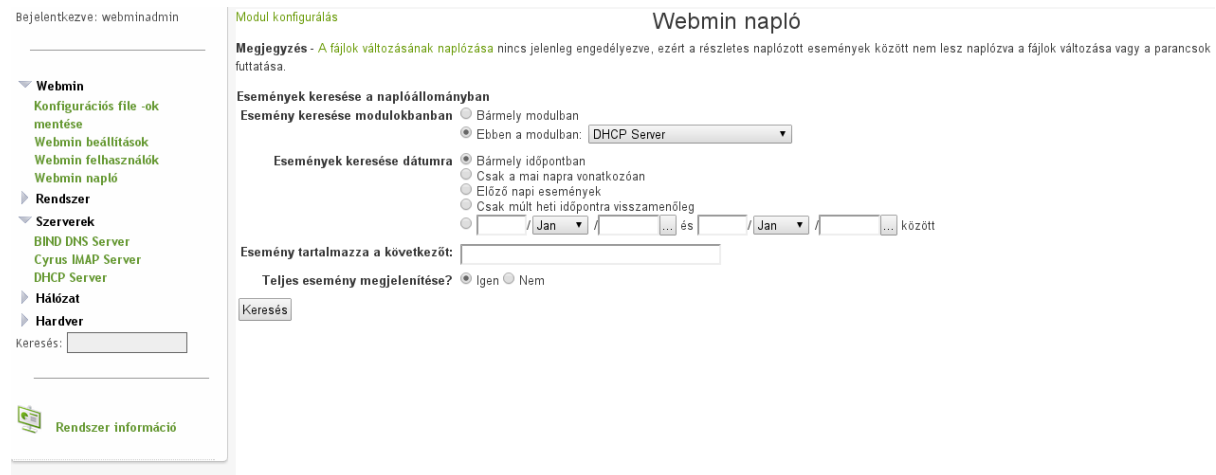 Bejelentkezve: webminadmin
Webmin
Konfigurációs file -ok
mentése
Webmin beállítások
Webmin felhasználók
Webmin napló
Rendszer
Szerverek
BIND DNS Server
Cyrus IMAP Server
DHCP Server
Hálózat
Hardver
Keresés:
Rendszer információ
Modul konfigurálás
Webmin napló
Megjegyzés - A fájlok változásának naplózása nincs jelenleg engedélyezve, ezért a részletes naplózott események között nem lesz naplózva a fájlok változása vagy a parancsok
futtatása.
Események keresése a naplóállományban
Esemény keresése modulokbanban Bármely modulban
Ebben a modulban: DHCP Server
Események keresése dátumra Bármely időpontban
Csak a mai napra vonatkozóan
Előző napi események
Csak múlt heti időpontra visszamenőleg
/ Jan / ... és / Jan / ... között
Esemény tartalmazza a következőt:
Teljes esemény megjelenítése? Igen Nem
Keresés